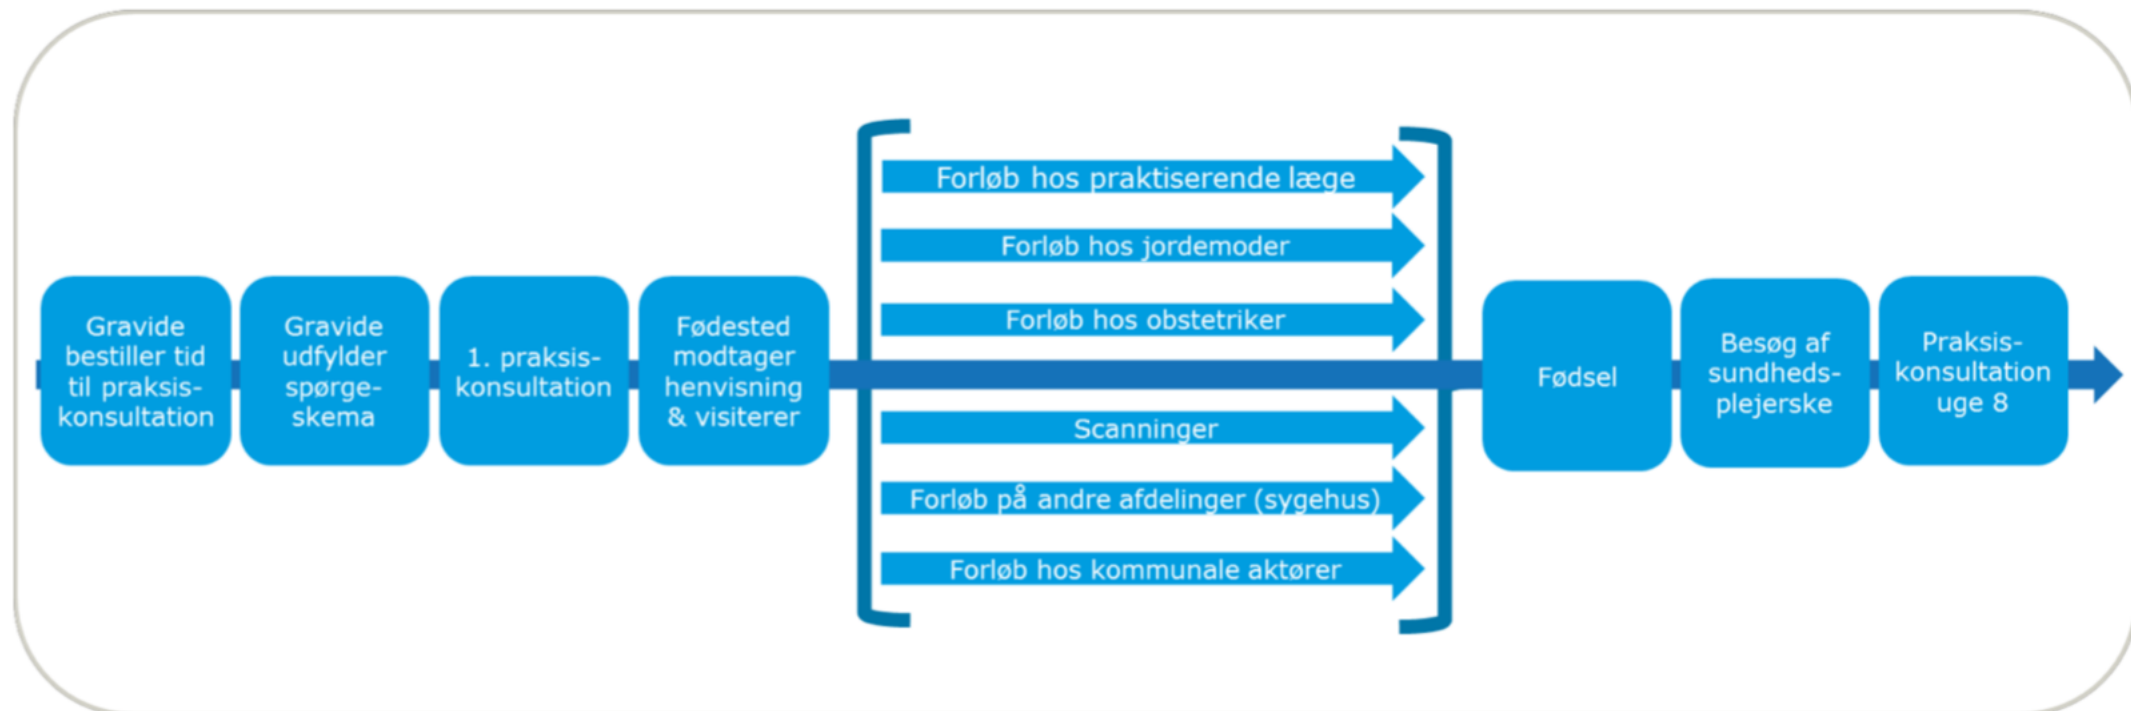 Gravide
bestiller tid
til praksis-
konsultation
Gravide
udfylder
spørge-
skema
1. praksis-
konsultation
Fødested
modtager
henvisning
& visiterer
Forløb hos praktiserende læge
Forløb hos jordemoder
Forløb hos obstetriker
Scanninger
Forløb på andre afdelinger (sygehus)
Forløb hos kommunale aktører
Fødsel
Besøg af
sundheds-
plejerske
Praksis-
konsultation
uge 8